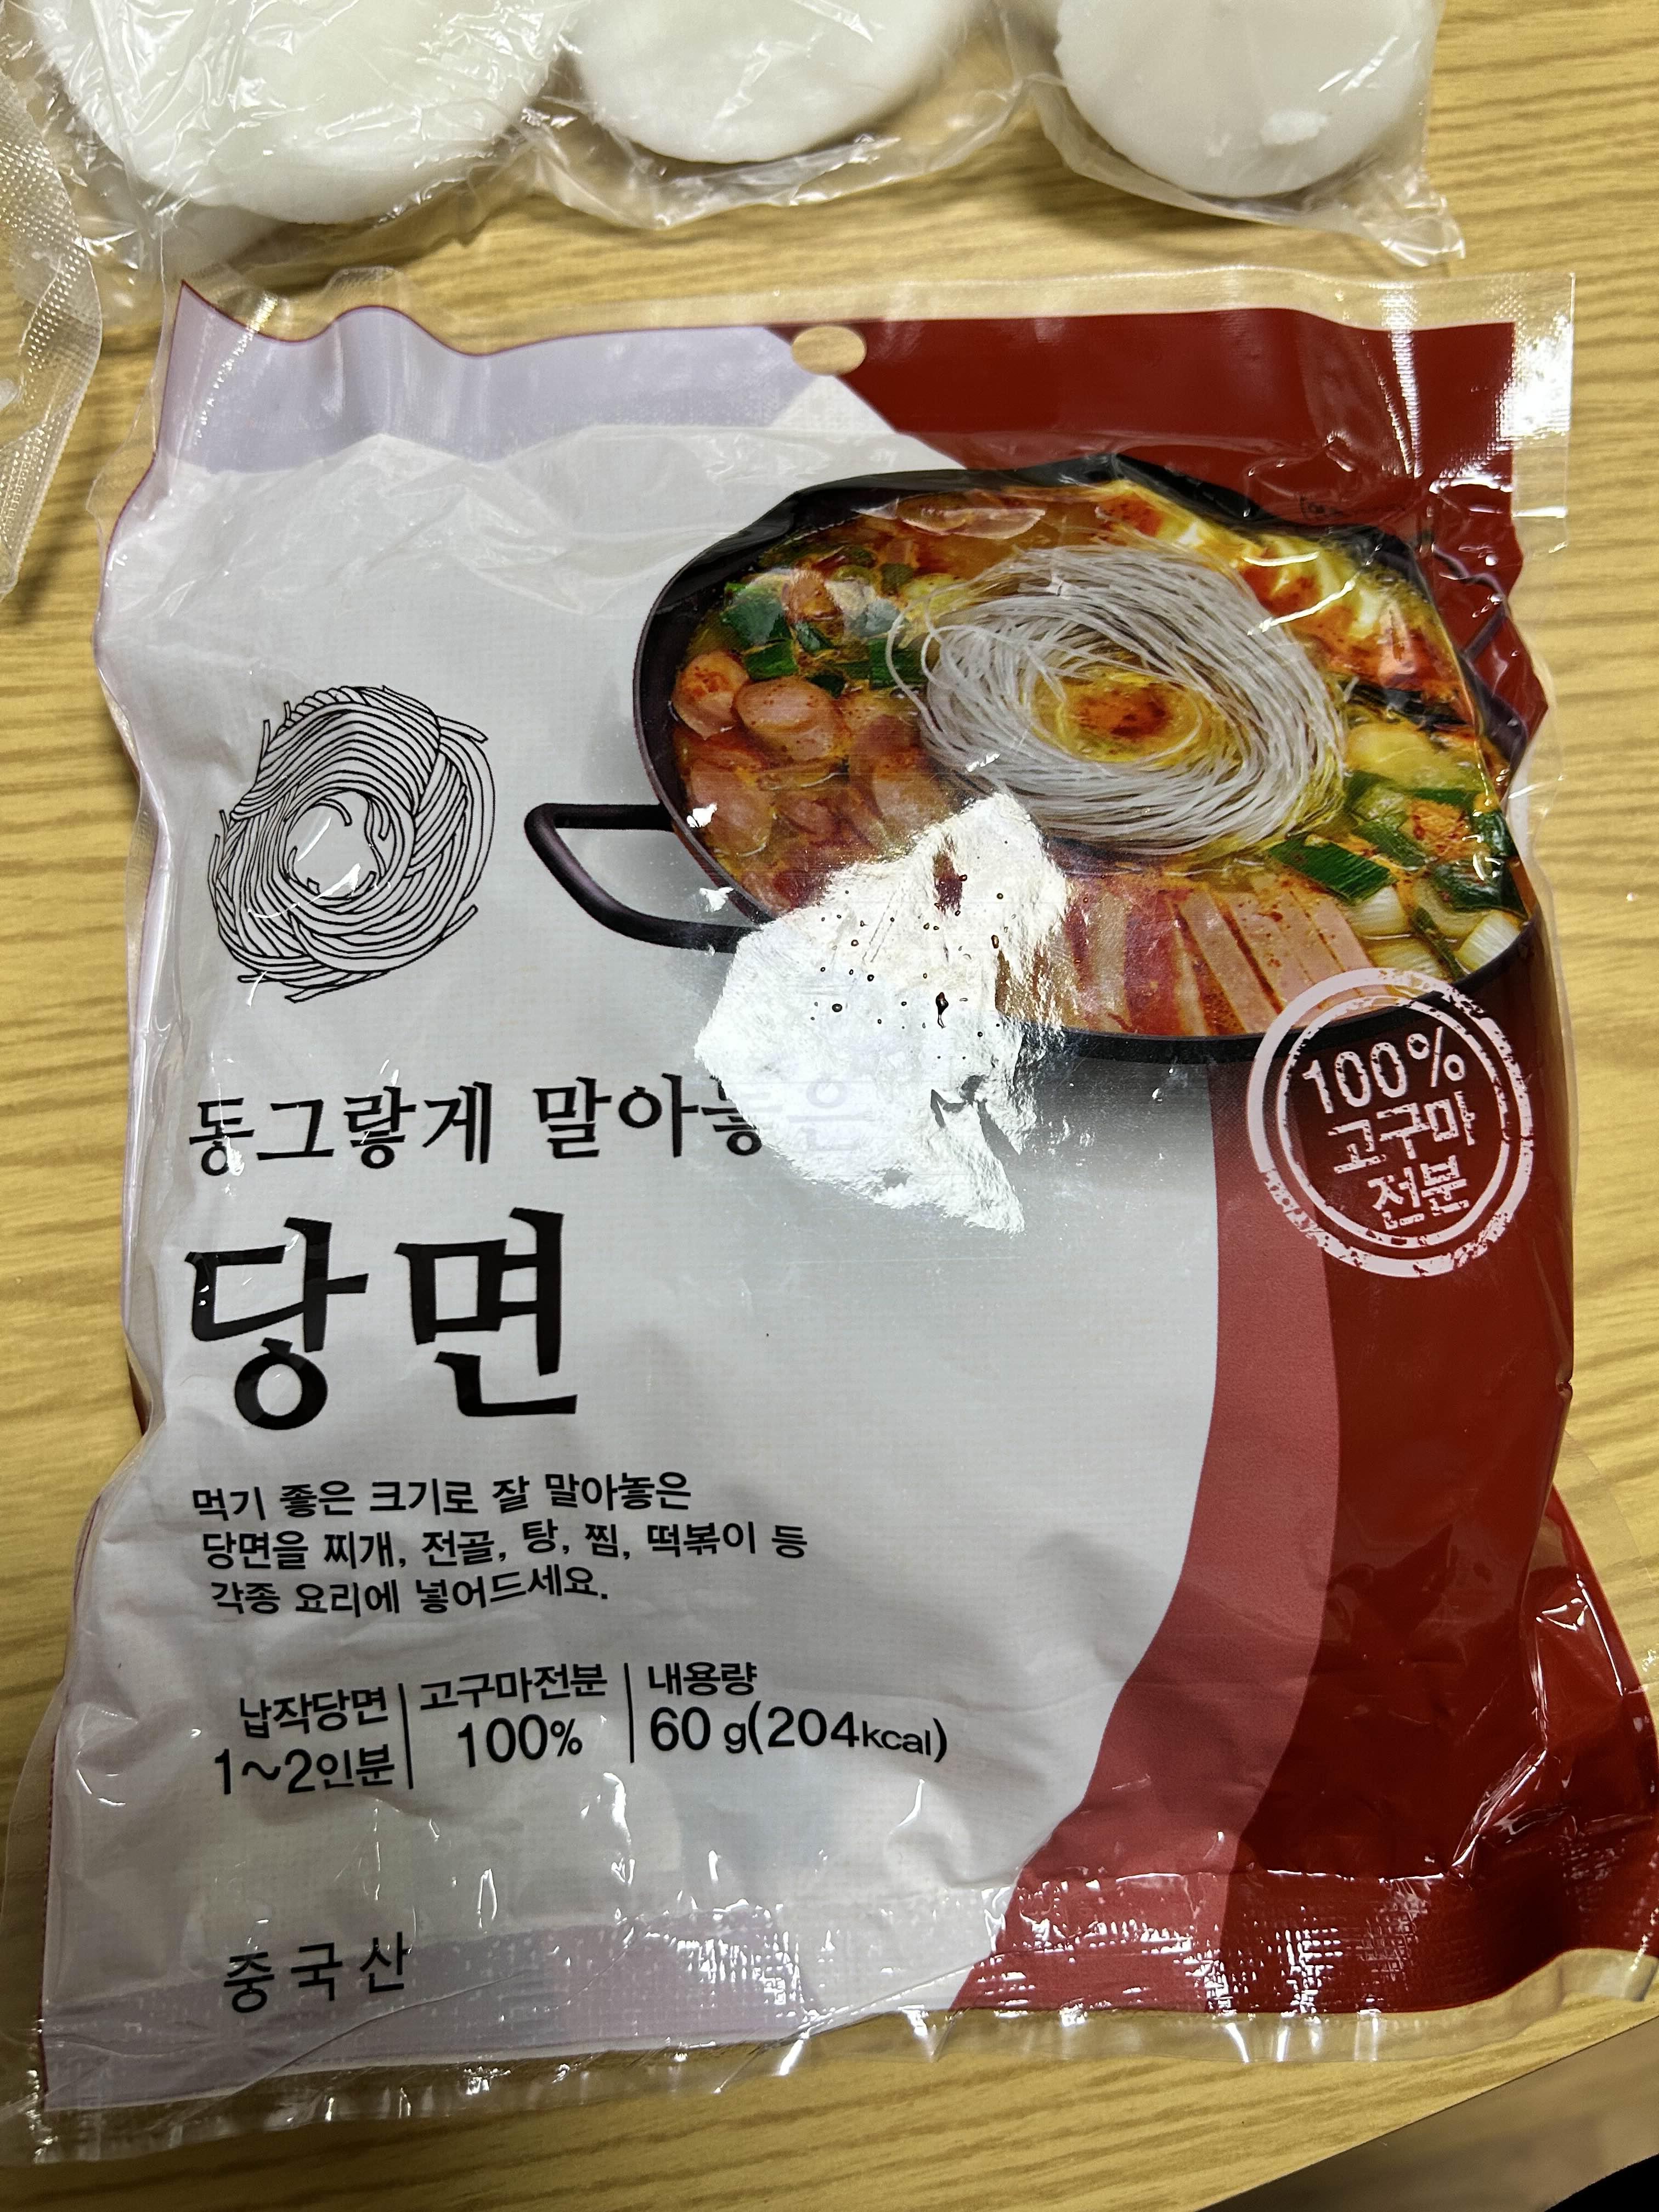 동그랗게 말아놓은
당면
100%
고구마
전분
먹기 좋은 크기로 잘 말아놓은
당면을 찌개, 전골, 탕, 찜, 떡볶이 등
각종 요리에 넣어드세요.
납작당면 고구마전분 내용량
1~2인분 100% 60 g(204kcal)
중국산